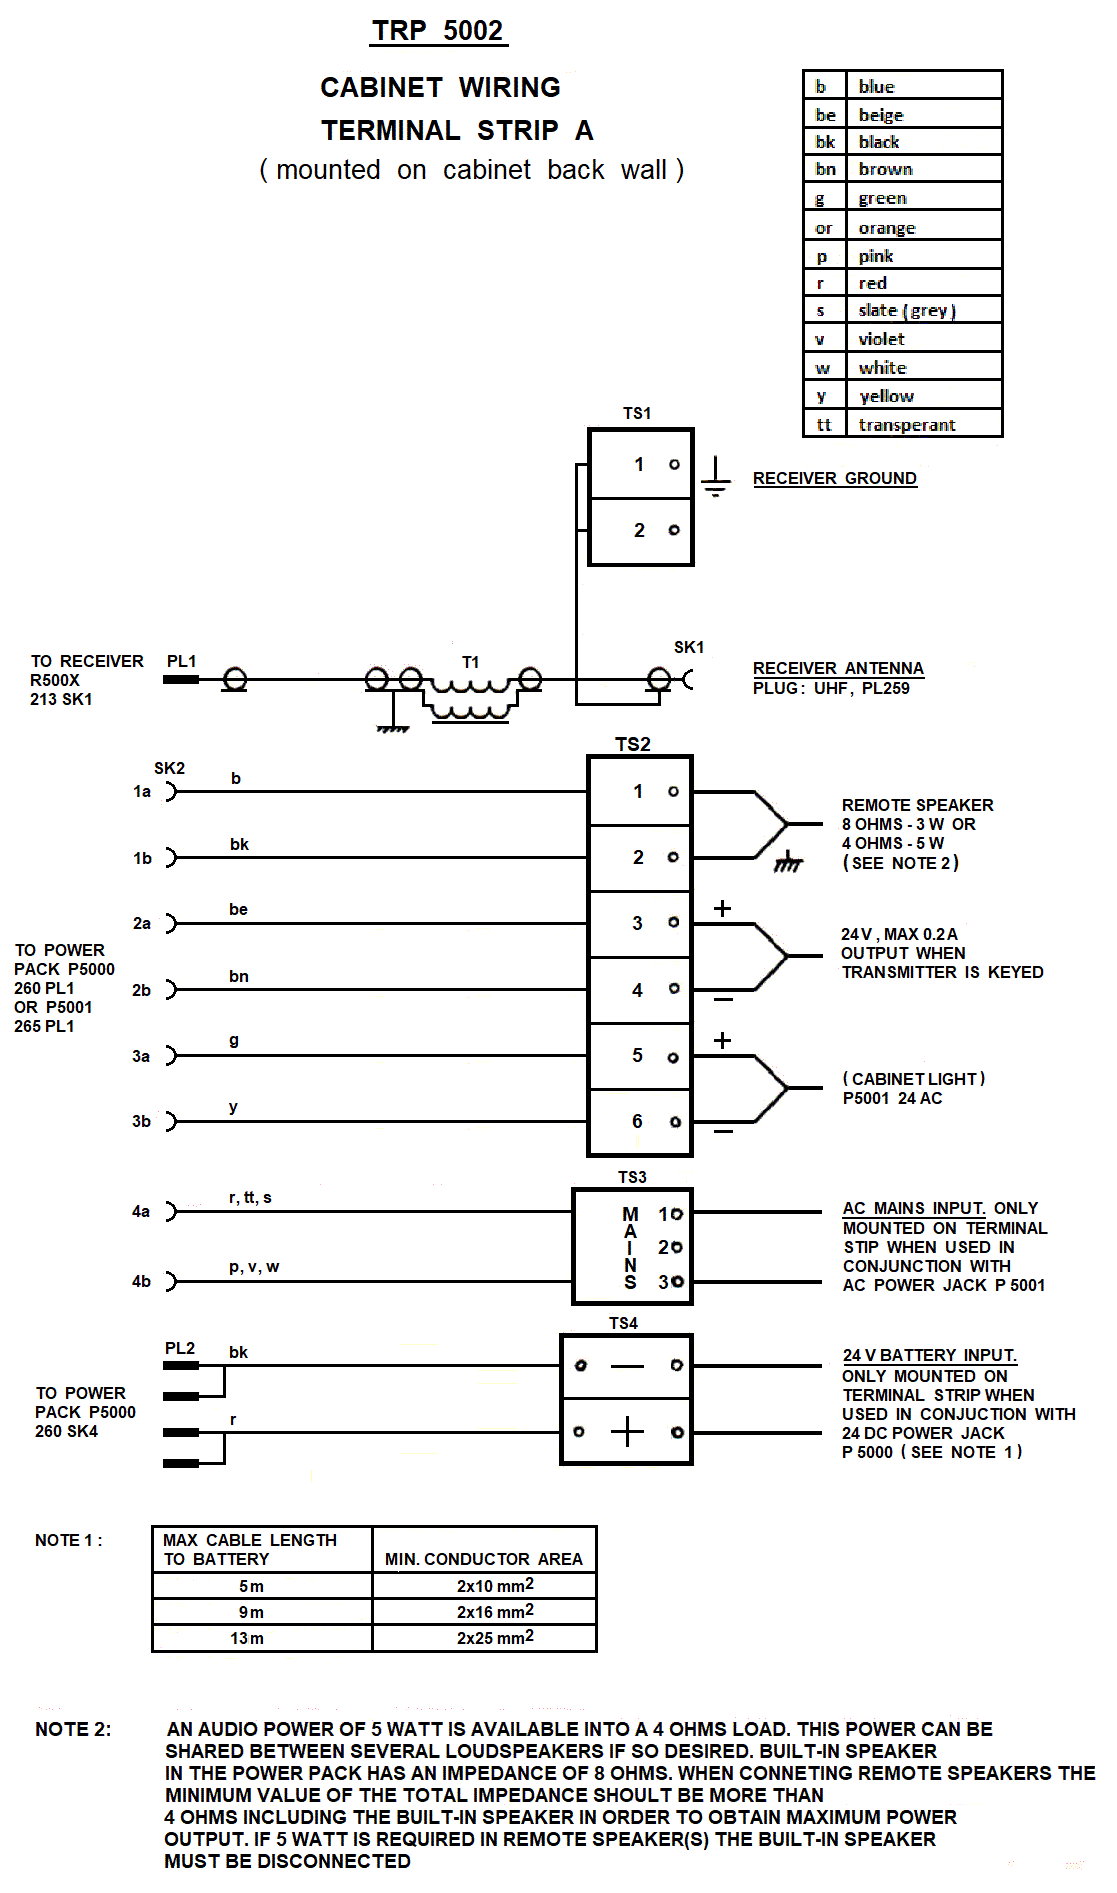 TRP 5002
CABINET WIRING
TERMINAL STRIP A
( mounted on cabinet back wall )
b blue
be beige
bk black
bn brown
g green
or orange
p pink
r red
s slate ( grey )
v violet
w white
y yellow
tt transperant
TS1
1
2
RECEIVER GROUND
TO RECEIVER
R500X
213 SK1
PL1
T1
SK1
RECEIVER ANTENNA
PLUG : UHF, PL259
TS2
SK2
1a b 1
1b bk 2
REMOTE SPEAKER
8 OHMS - 3 W OR
4 OHMS - 5 W
( SEE NOTE 2 )
2a be 3 +
2b bn 4 –
24 V , MAX 0.2 A
OUTPUT WHEN
TRANSMITTER IS KEYED
TO POWER
PACK P5000
260 PL1
OR P5001
265 PL1
3a g 5 +
3b y 6 –
( CABINET LIGHT )
P5001 24 AC
TS3
4a r, tt, s
4b p, v, w
MAINS
1
2
3
AC MAINS INPUT. ONLY
MOUNTED ON TERMINAL
STIP WHEN USED IN
CONJUNCTION WITH
AC POWER JACK P 5001
TS4
PL2
bk –
r +
TO POWER
PACK P5000
260 SK4
24 V BATTERY INPUT.
ONLY MOUNTED ON
TERMINAL STRIP WHEN
USED IN CONJUCTION WITH
24 DC POWER JACK
P 5000 ( SEE NOTE 1 )
NOTE 1 :
MAX CABLE LENGTH
TO BATTERY
MIN. CONDUCTOR AREA
5 m 2x10 mm2
9 m 2x16 mm2
13 m 2x25 mm2
NOTE 2: AN AUDIO POWER OF 5 WATT IS AVAILABLE INTO A 4 OHMS LOAD. THIS POWER CAN BE
SHARED BETWEEN SEVERAL LOUDSPEAKERS IF SO DESIRED. BUILT-IN SPEAKER
IN THE POWER PACK HAS AN IMPEDANCE OF 8 OHMS. WHEN CONNETING REMOTE SPEAKERS THE
MINIMUM VALUE OF THE TOTAL IMPEDANCE SHOULT BE MORE THAN
4 OHMS INCLUDING THE BUILT-IN SPEAKER IN ORDER TO OBTAIN MAXIMUM POWER
OUTPUT. IF 5 WATT IS REQUIRED IN REMOTE SPEAKER(S) THE BUILT-IN SPEAKER
MUST BE DISCONNECTED